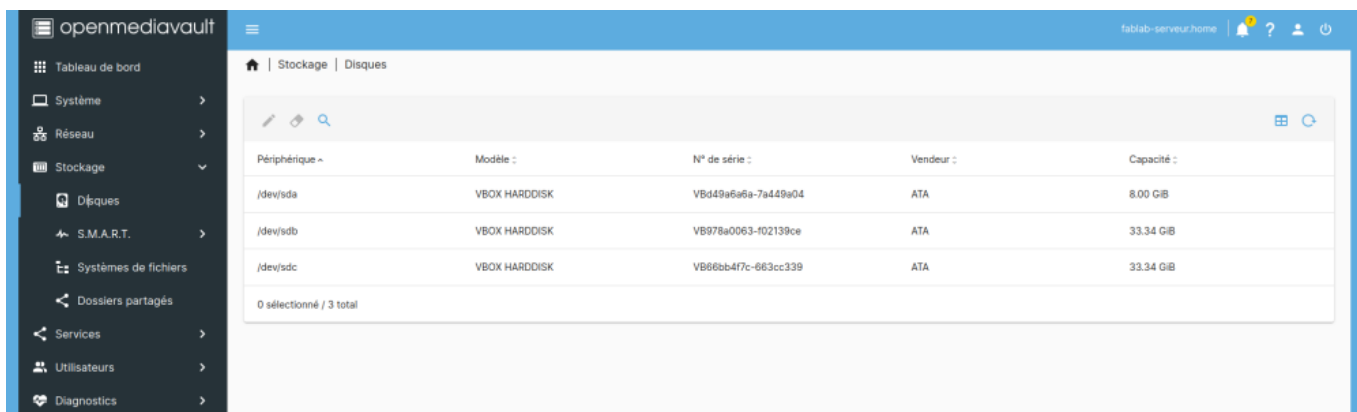 openmediavault
fablab-serveur.home | 7 ?
Tableau de bord
Système
Réseau
Stockage
Disques
S.M.A.R.T.
Systèmes de fichiers
Dossiers partagés
Services
Utilisateurs
Diagnostics
| Stockage | Disques
Périphérique Modèle N° de série Vendeur Capacité
/dev/sda VBOX HARDDISK VBd49a6a6a-7a449a04 ATA 8.00 GiB
/dev/sdb VBOX HARDDISK VB978a0063-f02139ce ATA 33.34 GiB
/dev/sdc VBOX HARDDISK VB66bb4f7c-663cc339 ATA 33.34 GiB
0 sélectionné / 3 total